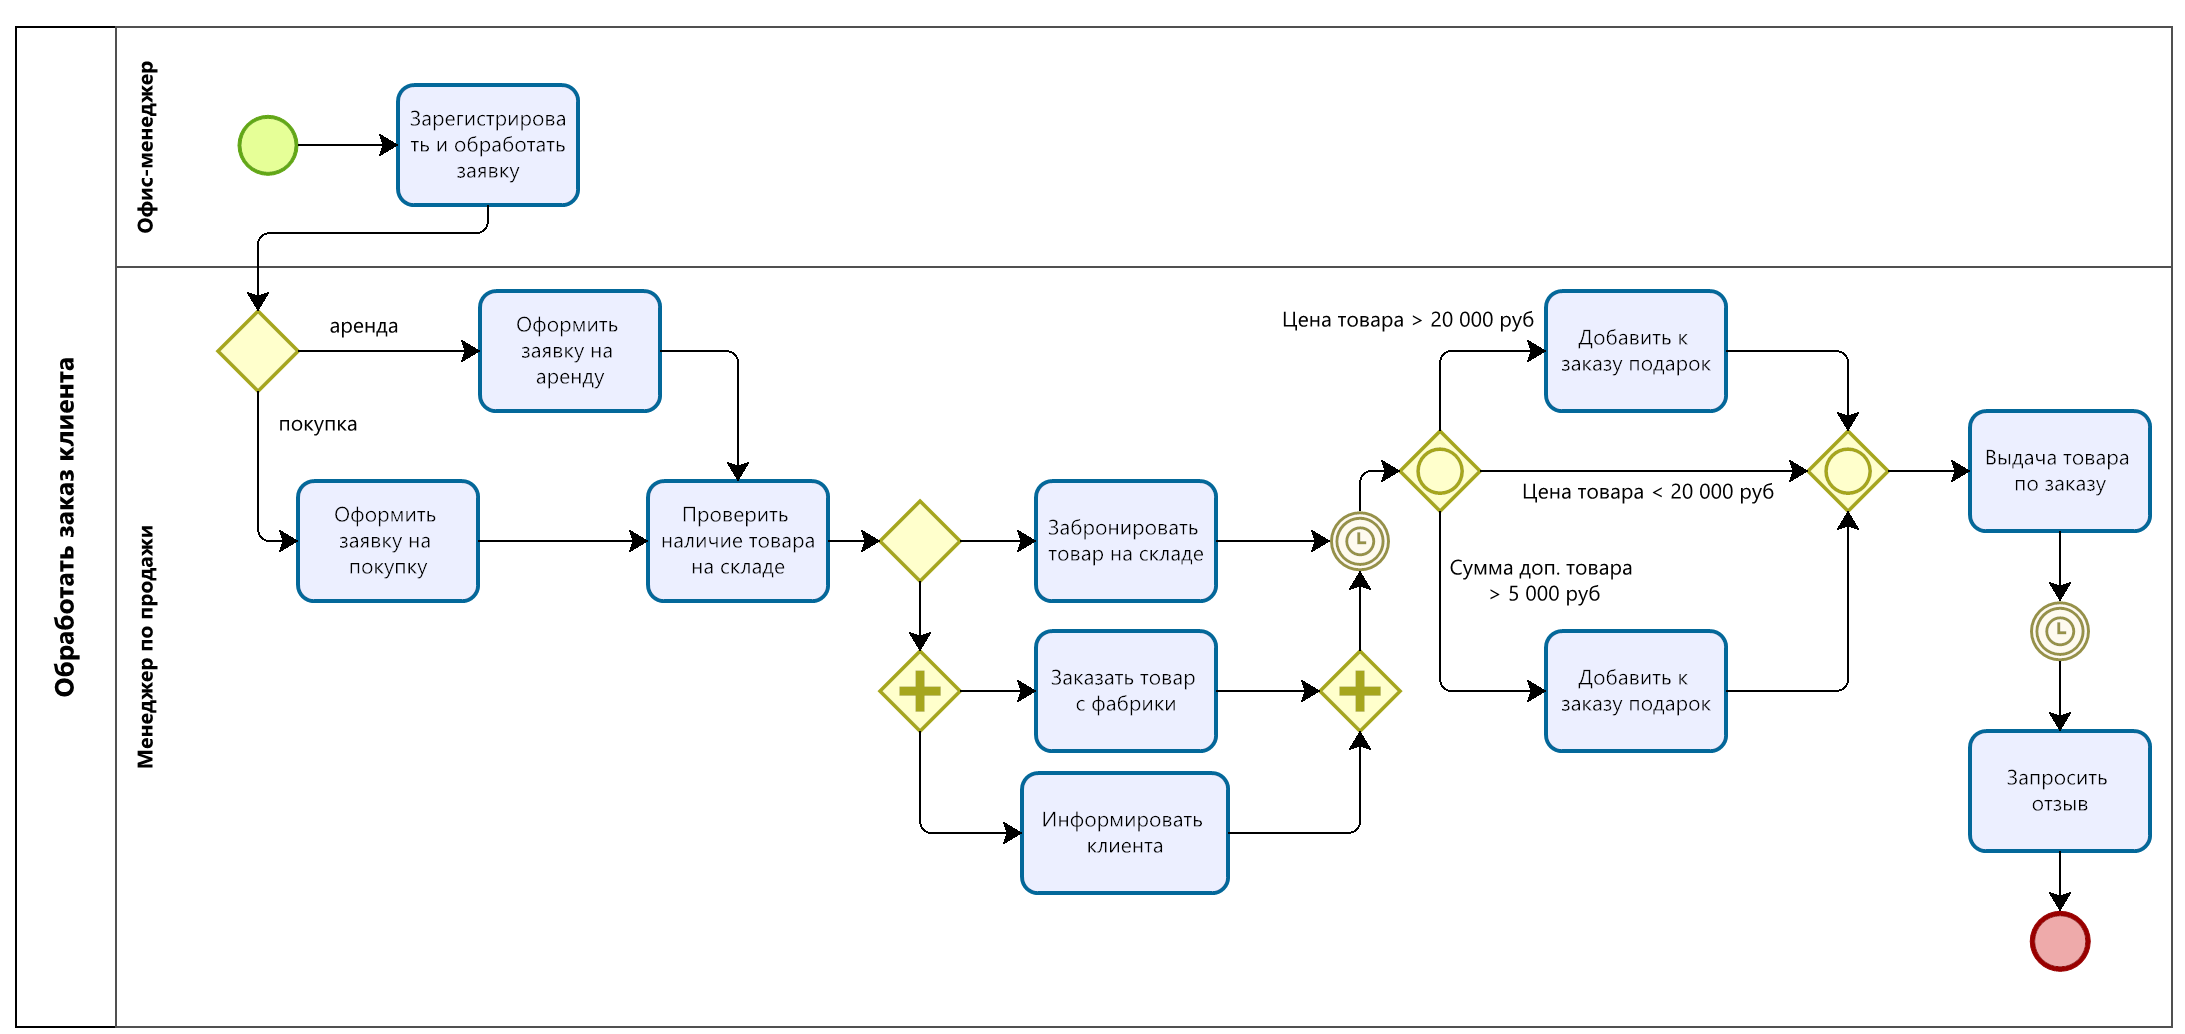 Обработать заказ клиента
Офис-менеджер
Зарегистрирова
ть и обработать
заявку
Менеджер по продажи
аренда
Оформить
заявку на
аренду
покупка
Оформить
заявку на
покупку
Проверить
наличие товара
на складе
Забронировать
товар на складе
Заказать товар
с фабрики
Информировать
клиента
Цена товара > 20 000 руб
Добавить к
заказу подарок
Цена товара < 20 000 руб
Сумма доп. товара
> 5 000 руб
Добавить к
заказу подарок
Выдача товара
по заказу
Запросить
отзыв